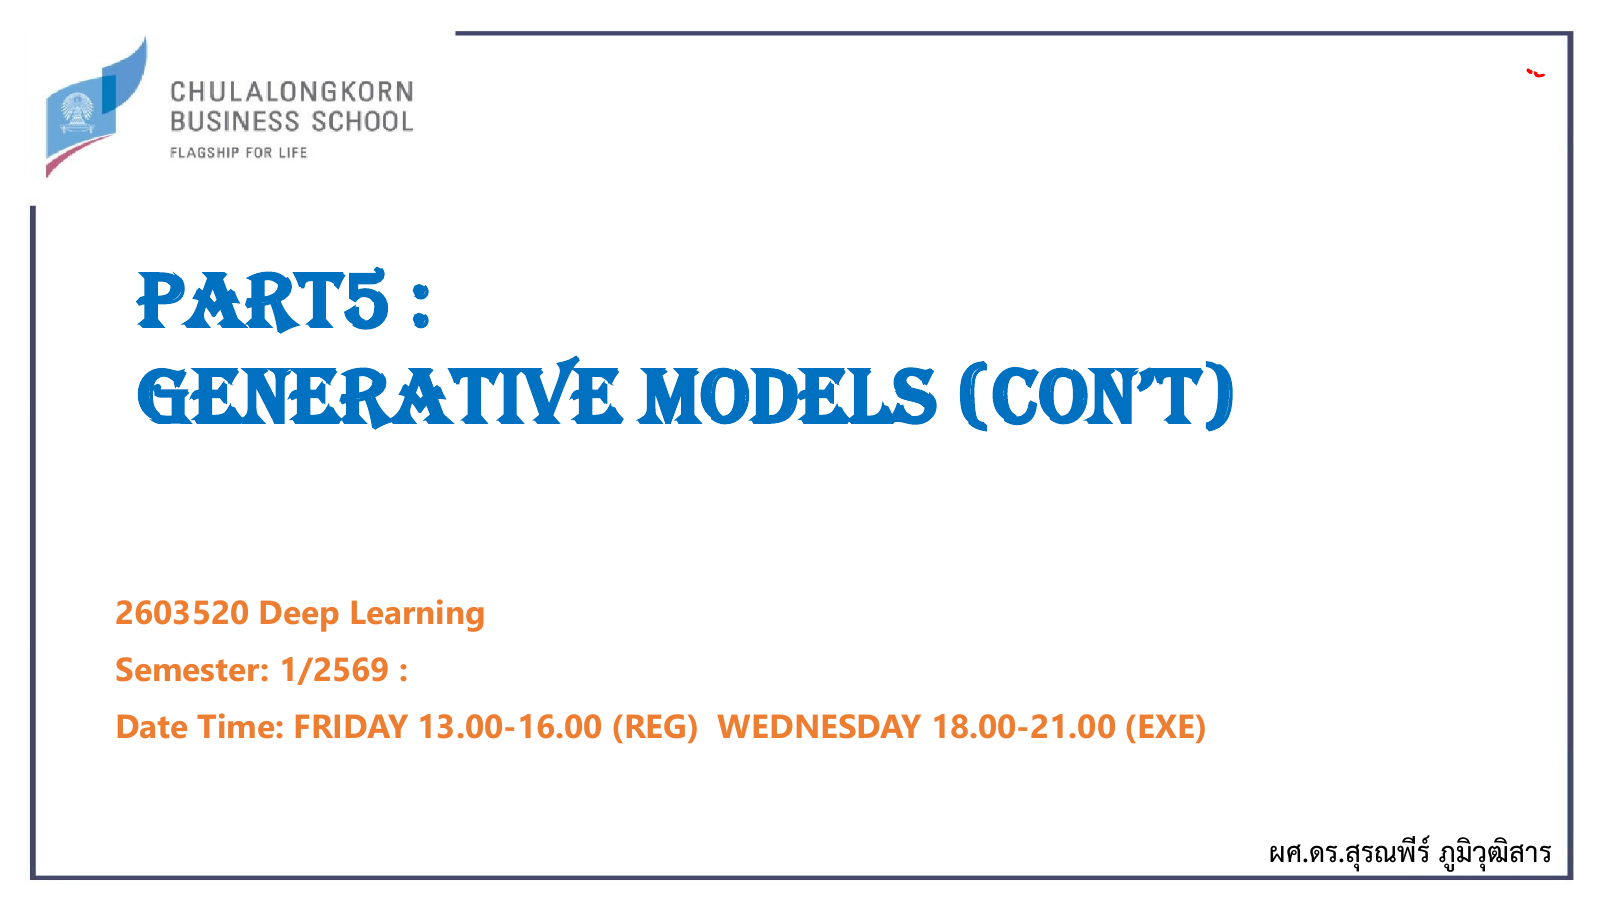 CHULALONGKORN
BUSINESS SCHOOL
FLAGSHIP FOR LIFE
PART5 :
GENERATIVE MODELS (CON'T)
2603520 Deep Learning
Semester: 1/2569 :
Date Time: FRIDAY 13.00-16.00 (REG)  WEDNESDAY 18.00-21.00 (EXE)
ผศ.ดร.สุรณพีร์ ภูมิวุฒิสาร